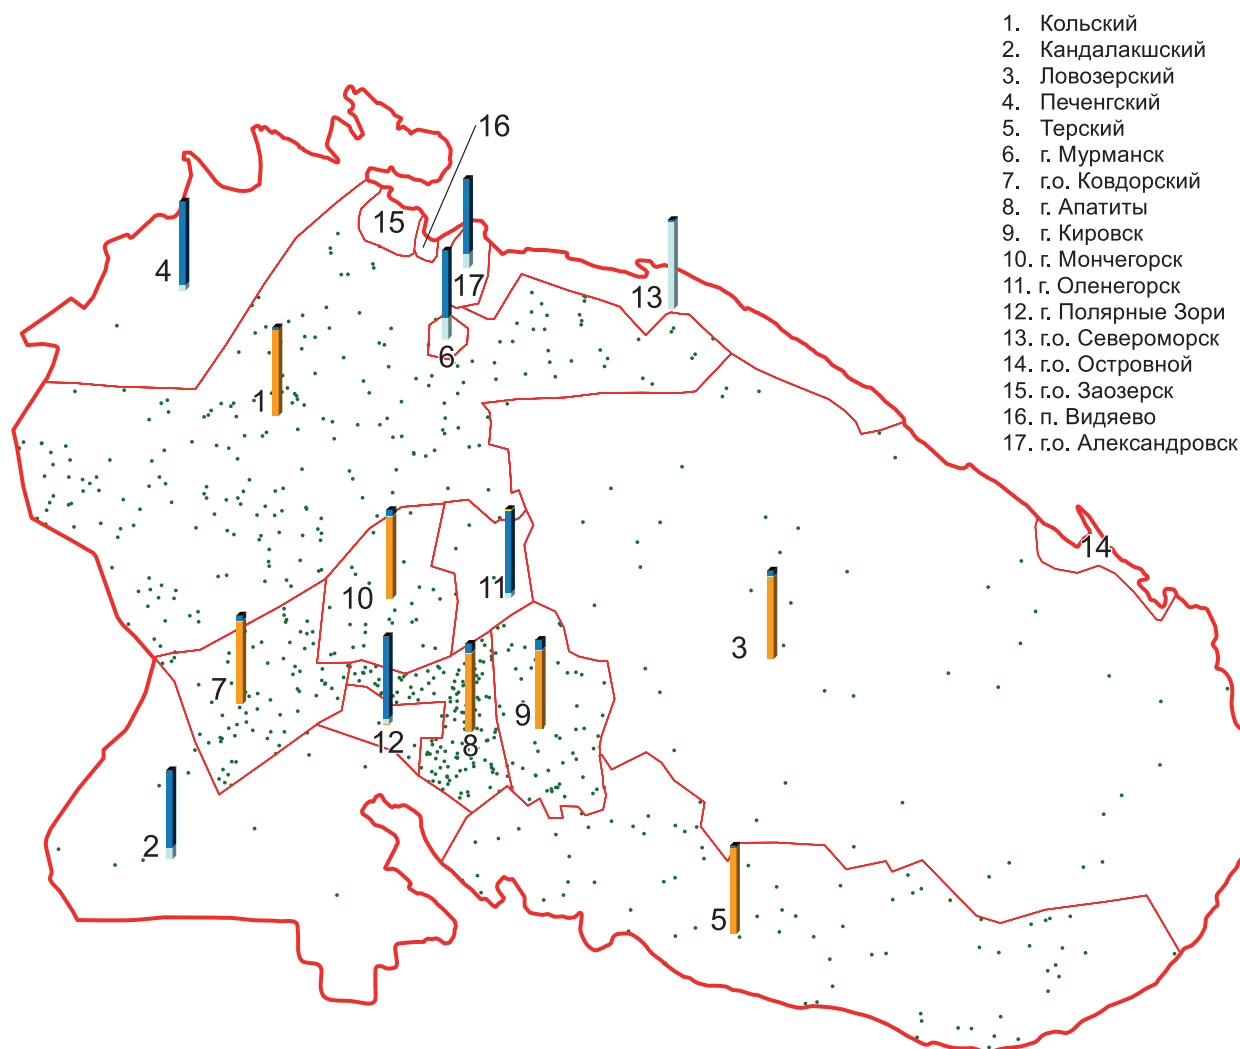 1. Кольский
2. Кандалакшский
3. Ловозерский
4. Печенгский
5. Терский
6. г. Мурманск
7. г.о. Ковдорский
8. г. Апатиты
9. г. Кировск
10. г. Мончегорск
11. г. Оленегорск
12. г. Полярные Зори
13. г.о. Североморск
14. г.о. Островной
15. г.о. Заозерск
16. п. Видяево
17. г.о. Александровск
16
15
4
17
13
6
1
14
10
11
3
7
9
12
8
2
5